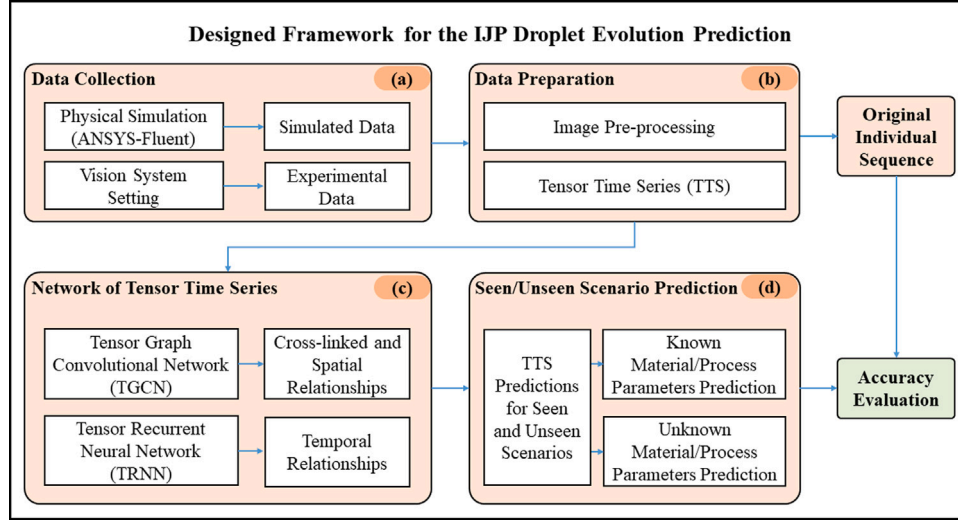 Designed Framework for the IJP Droplet Evolution Prediction
Data Collection
(a)
Physical Simulation
(ANSYS-Fluent)
Simulated Data
Vision System
Setting
Experimental
Data
Data Preparation
(b)
Image Pre-processing
Tensor Time Series (TTS)
Original
Individual
Sequence
Network of Tensor Time Series
(c)
Tensor Graph
Convolutional Network
(TGCN)
Cross-linked and
Spatial
Relationships
Tensor Recurrent
Neural Network
(TRNN)
Temporal
Relationships
Seen/Unseen Scenario Prediction
(d)
TTS
Predictions
for Seen
and Unseen
Scenarios
Known
Material/Process
Parameters Prediction
Unknown
Material/Process
Parameters Prediction
Accuracy
Evaluation